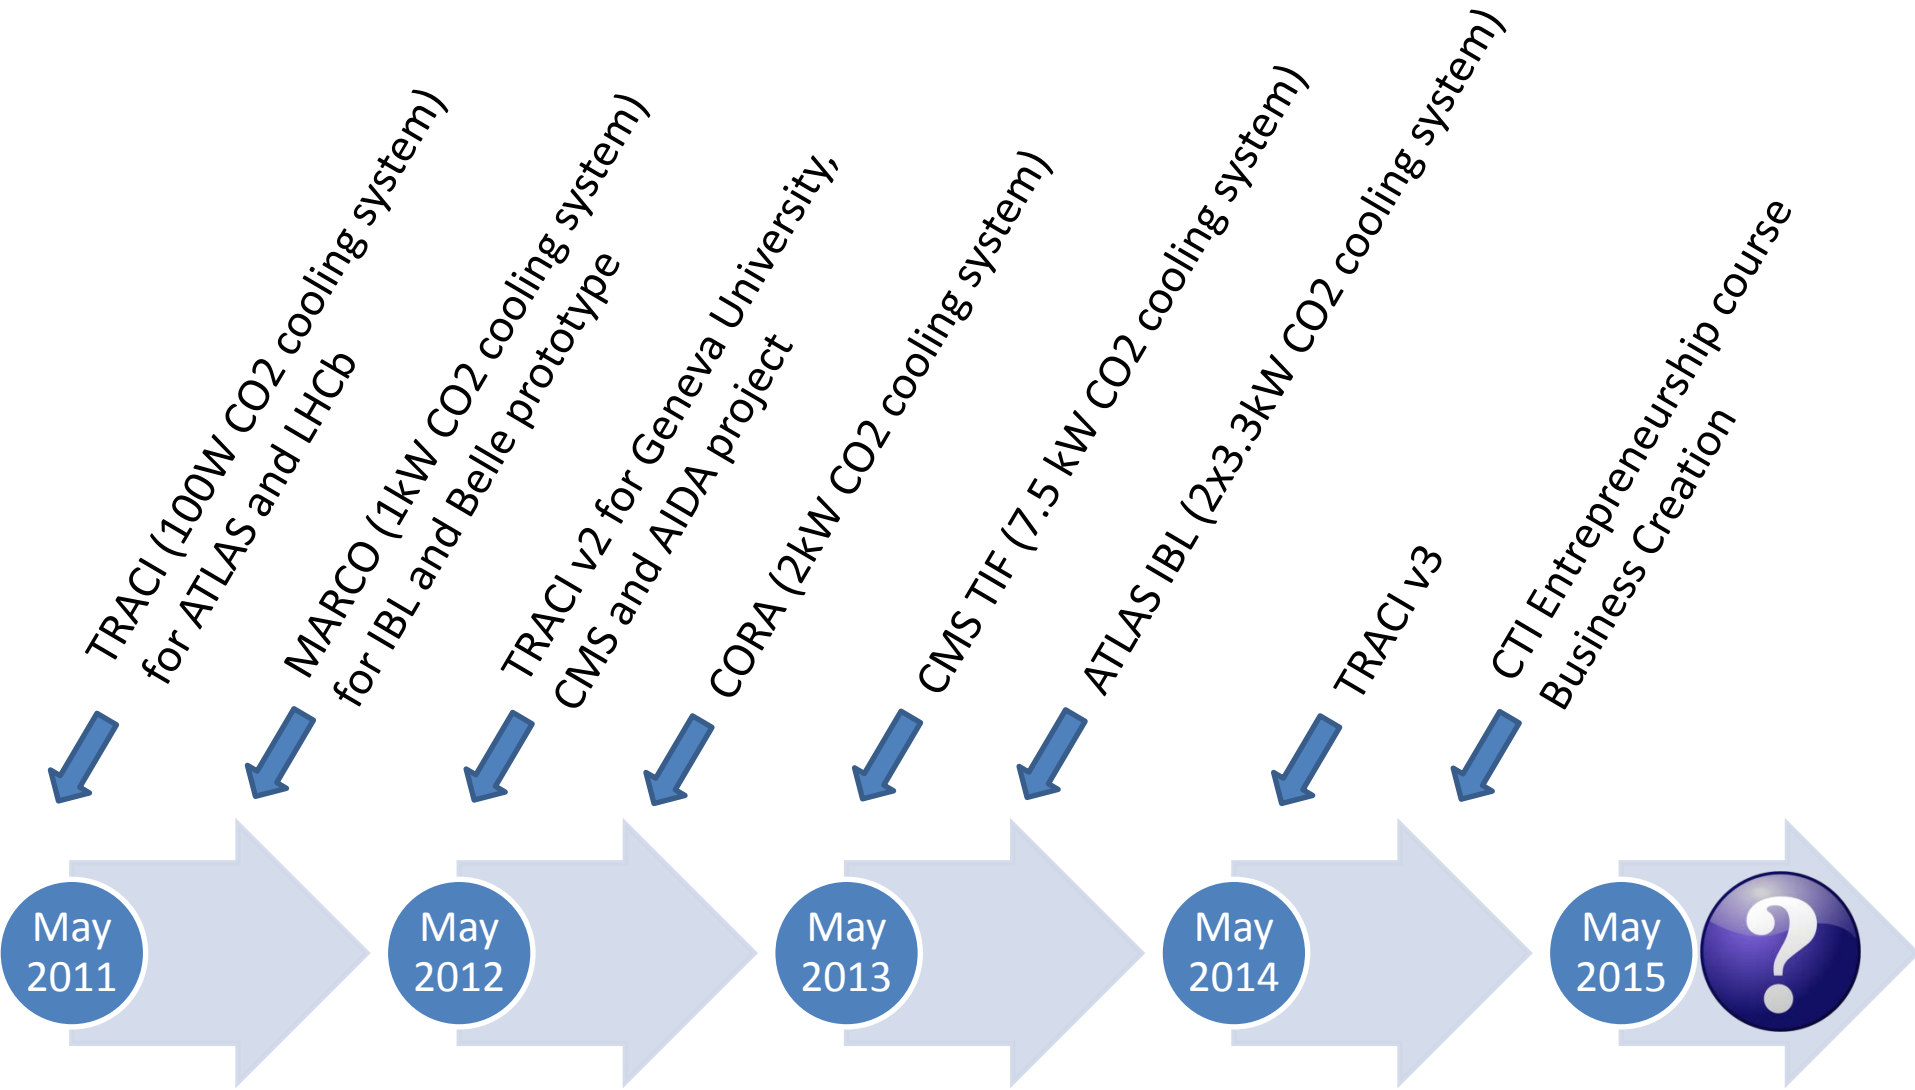 TRACI (100W CO2 cooling system)
for ATLAS and LHCb
MARCO (1kW CO2 cooling system)
for IBL and Belle prototype
TRACI v2 for Geneva University,
CMS and AIDA project
CORA (2kW CO2 cooling system)
CMS TIF (7.5 kW CO2 cooling system)
ATLAS IBL (2x3.3kW CO2 cooling system)
TRACI v3
CTI Entrepreneurship course
Business Creation
May
2011
May
2012
May
2013
May
2014
May
2015
?